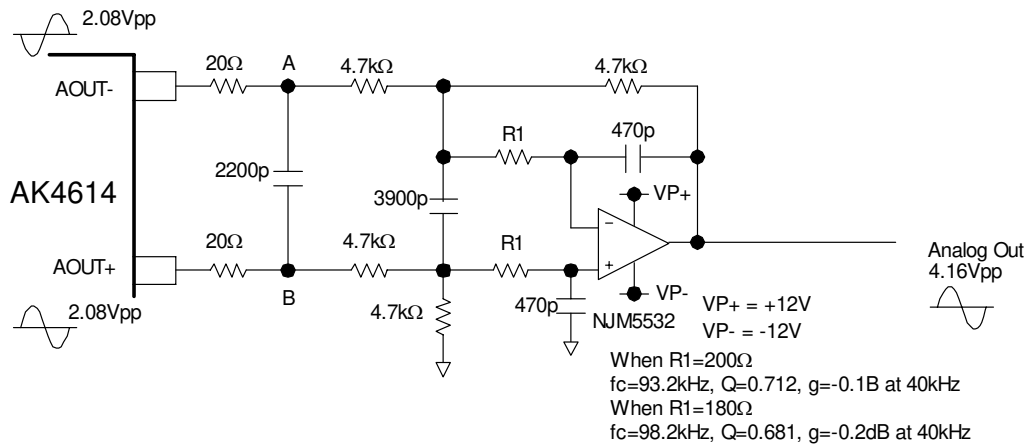 2.08Vpp
20Ω
A
4.7kΩ
4.7kΩ
AOUT-
R1
470p
2200p
AK4614
3900p
VP+
20Ω
4.7kΩ
R1
−
+
AOUT+
B
VP-
Analog Out
4.16Vpp
2.08Vpp
4.7kΩ
470p
NJM5532
VP+ = +12V
VP- = -12V
When R1=200Ω
fc=93.2kHz, Q=0.712, g=-0.1B at 40kHz
When R1=180Ω
fc=98.2kHz, Q=0.681, g=-0.2dB at 40kHz